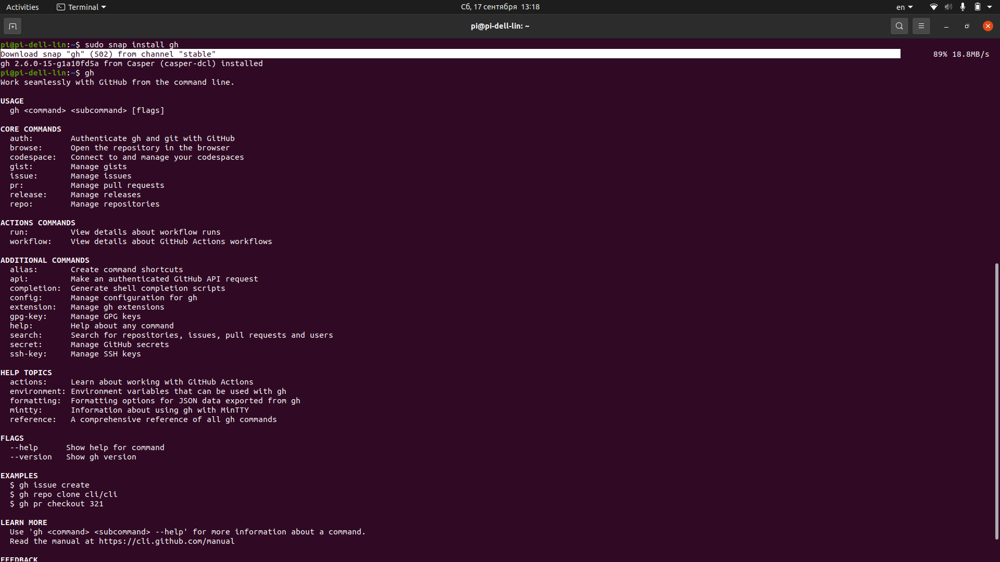 Activities Terminal Сб, 17 сентября 13:18 en
pi@pi-dell-lin: ~
pi@pi-dell-lin:~$ sudo snap install gh
Download snap "gh" (502) from channel "stable" 89% 18.8MB/s
gh 2.6.0-15-g1a10fd5a from Casper (casper-dcl) installed
pi@pi-dell-lin:~$ gh
Work seamlessly with GitHub from the command line.
USAGE
gh <command> <subcommand> [flags]
CORE COMMANDS
auth: Authenticate gh and git with GitHub
browse: Open the repository in the browser
codespace: Connect to and manage your codespaces
gist: Manage gists
issue: Manage issues
pr: Manage pull requests
release: Manage releases
repo: Manage repositories
ACTIONS COMMANDS
run: View details about workflow runs
workflow: View details about GitHub Actions workflows
ADDITIONAL COMMANDS
alias: Create command shortcuts
api: Make an authenticated GitHub API request
completion: Generate shell completion scripts
config: Manage configuration for gh
extension: Manage gh extensions
gpg-key: Manage GPG keys
help: Help about any command
search: Search for repositories, issues, pull requests and users
secret: Manage GitHub secrets
ssh-key: Manage SSH keys
HELP TOPICS
actions: Learn about working with GitHub Actions
environment: Environment variables that can be used with gh
formatting: Formatting options for JSON data exported from gh
mintty: Information about using gh with MinTTY
reference: A comprehensive reference of all gh commands
FLAGS
--help Show help for command
--version Show gh version
EXAMPLES
$ gh issue create
$ gh repo clone cli/cli
$ gh pr checkout 321
LEARN MORE
Use 'gh <command> <subcommand> --help' for more information about a command.
Read the manual at https://cli.github.com/manual
FEEDBACK